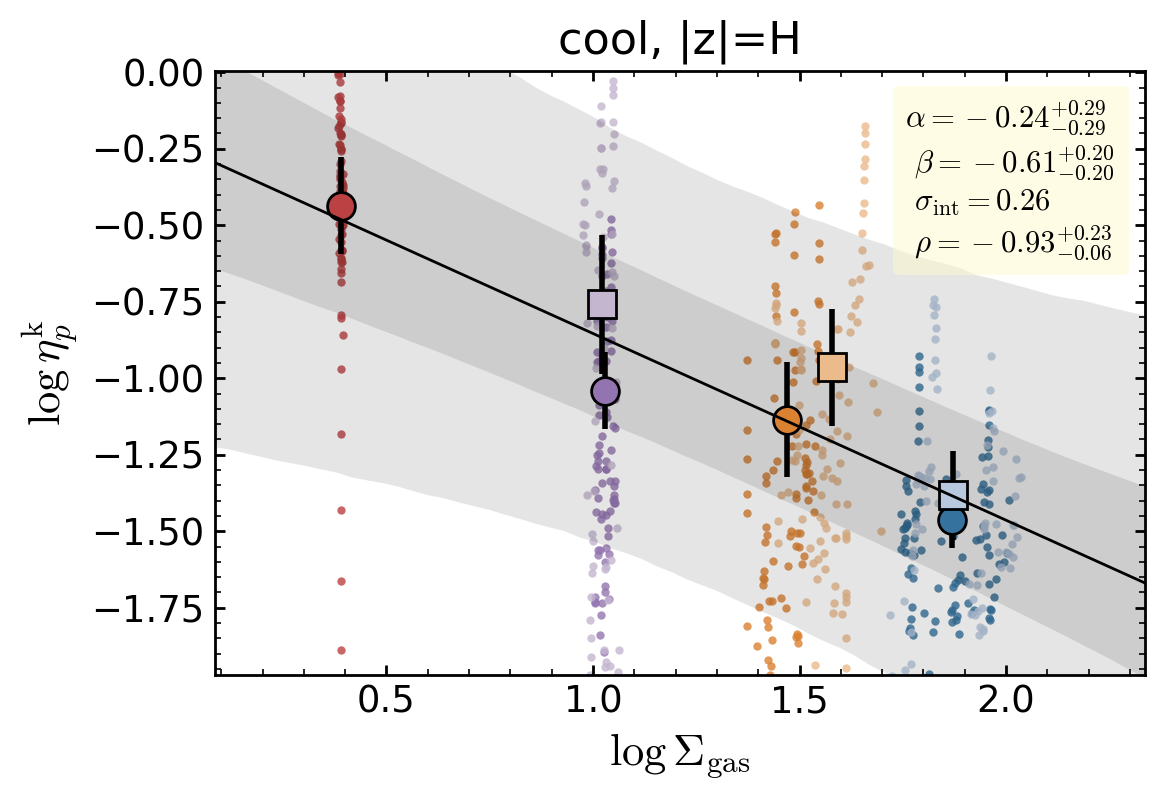 cool, |z|=H
0.00
−0.25
−0.50
−0.75
−1.00
−1.25
−1.50
−1.75
log η_p^k
α = −0.24^{+0.29}_{−0.29}
β = −0.61^{+0.20}_{−0.20}
σ_int = 0.26
ρ = −0.93^{+0.23}_{−0.06}
0.5 1.0 1.5 2.0
log Σ_gas